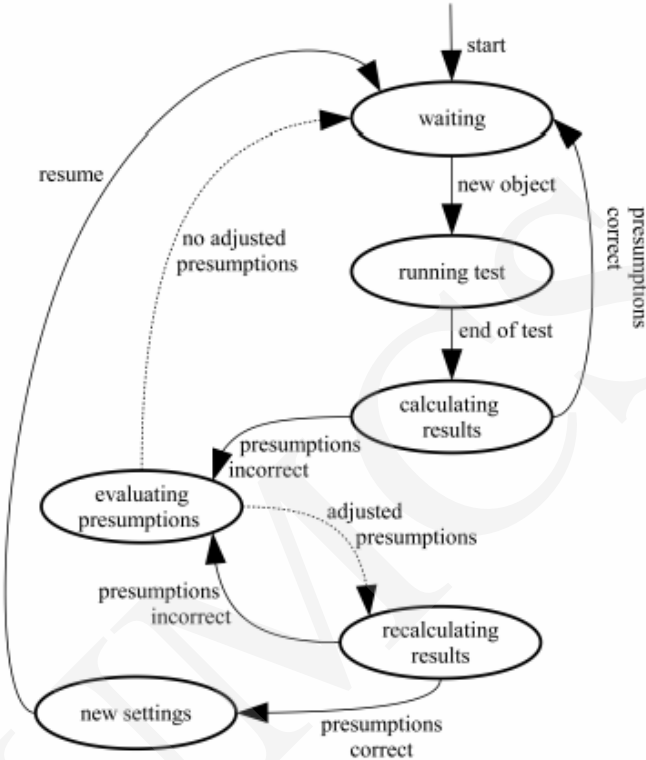 start
waiting
resume
new object
presumptions
correct
no adjusted
presumptions
running test
end of test
calculating
results
presumptions
incorrect
evaluating
presumptions
adjusted
presumptions
presumptions
incorrect
recalculating
results
new settings
presumptions
correct